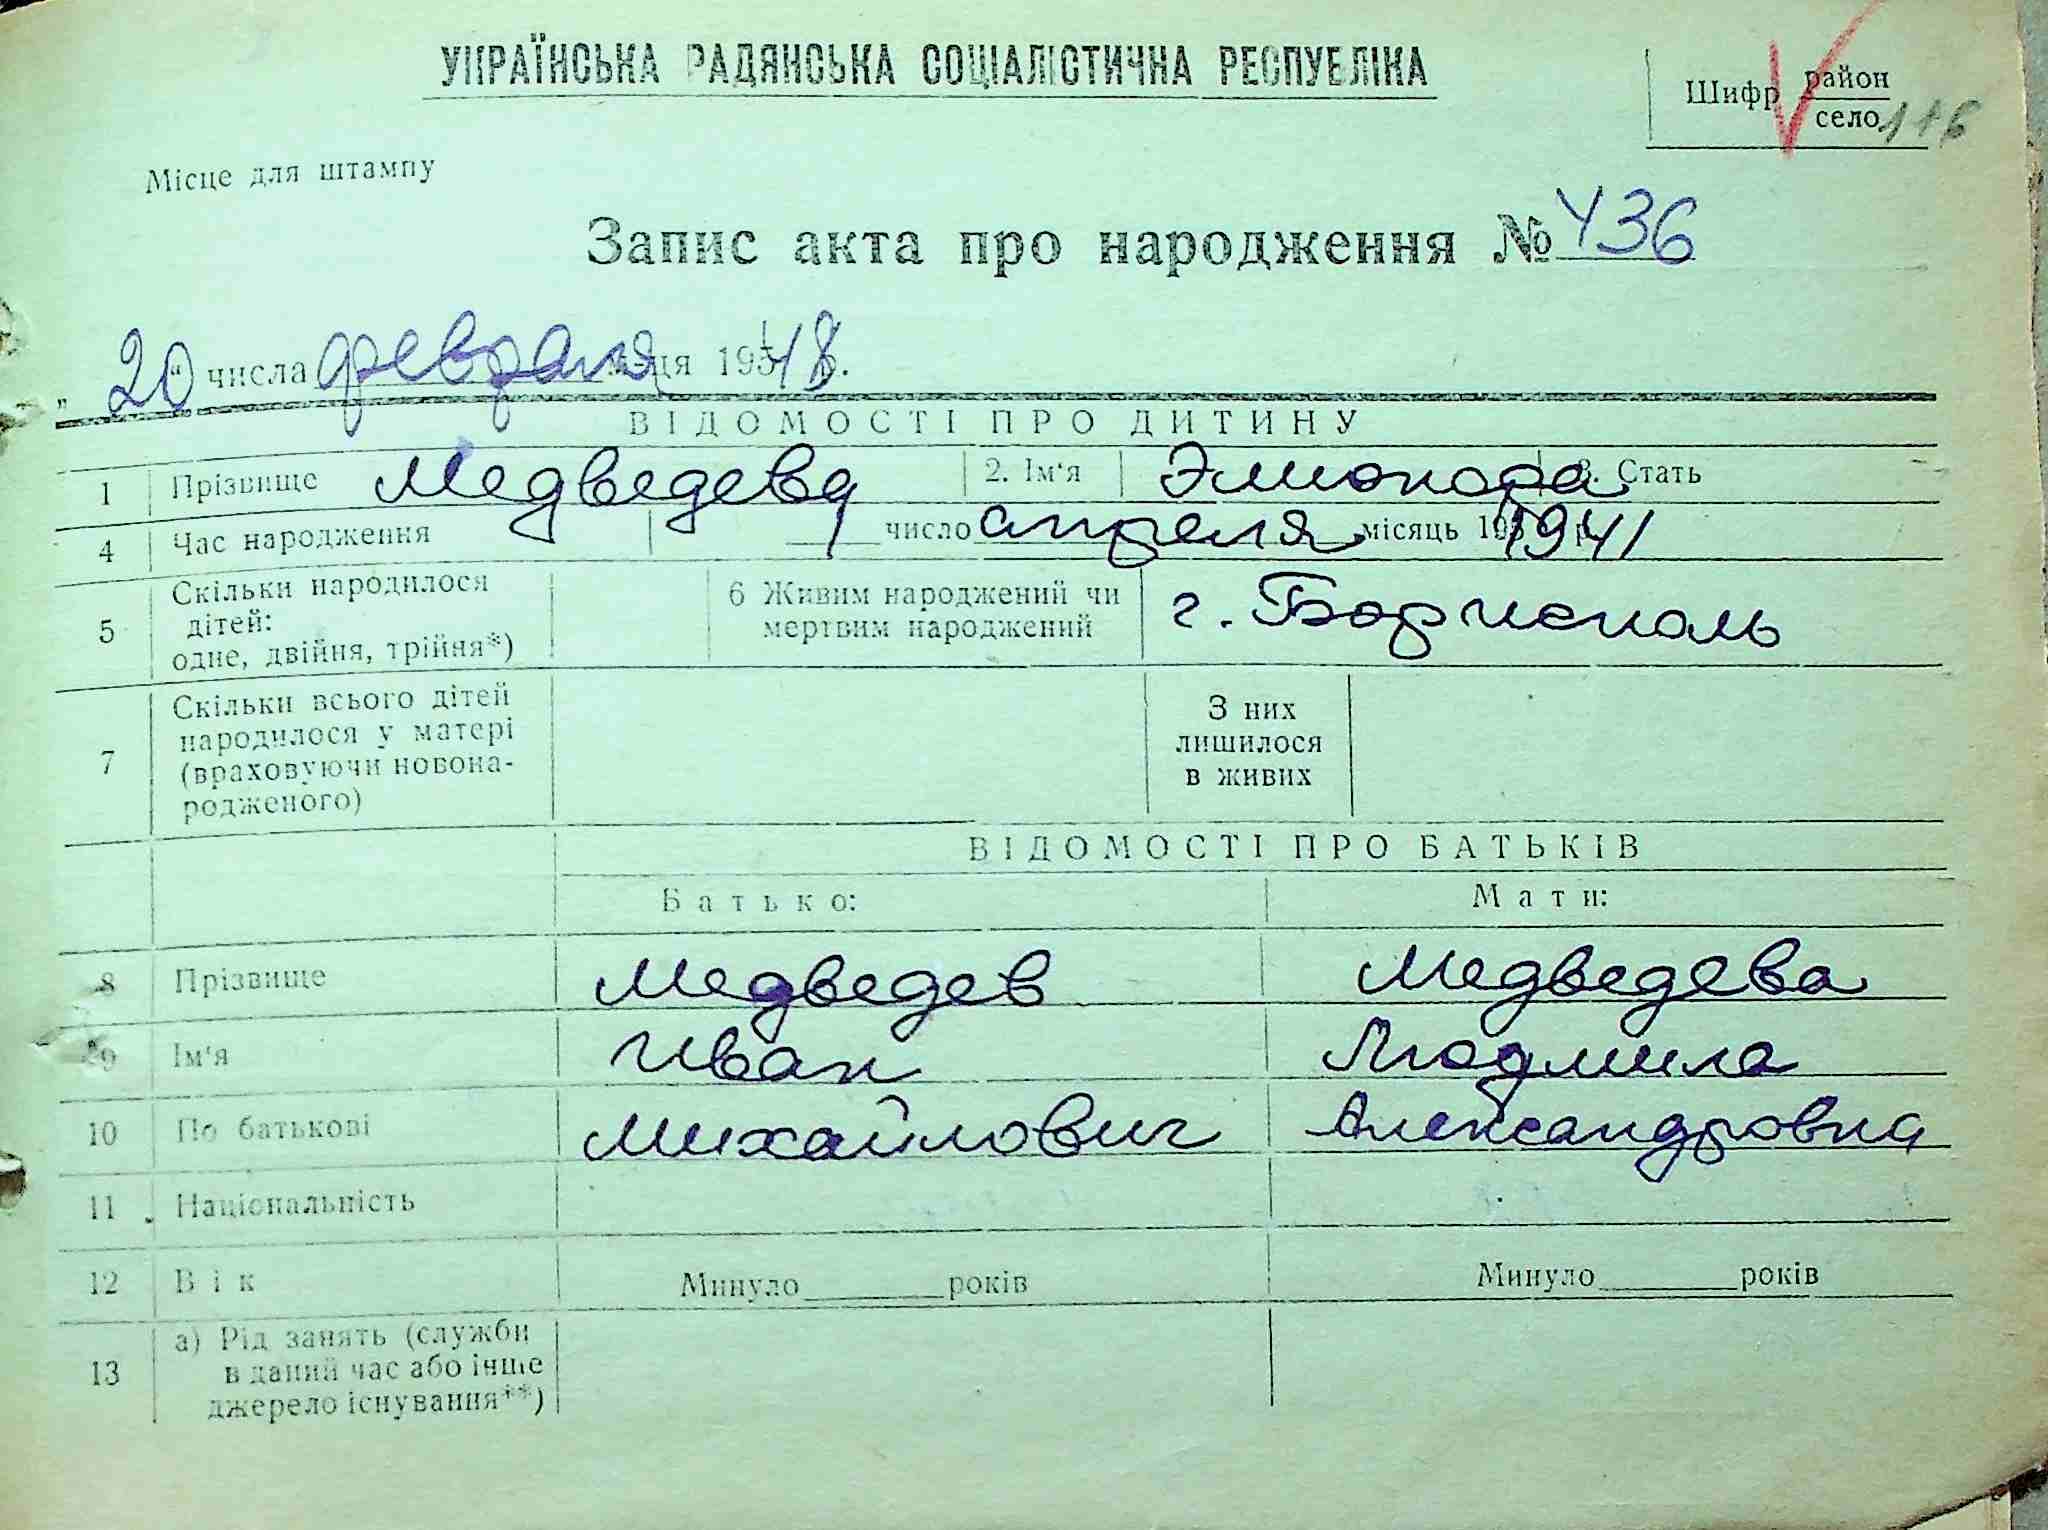 УКРАЇНСЬКА РАДЯНСЬКА СОЦІАЛІСТИЧНА РЕСПУБЛІКА
Шифр район
село 116
Місце для штампу
Запис акта про народження № 436
„20“ числа февраля місяця 1948 р.
ВІДОМОСТІ ПРО ДИТИНУ
1 Прізвище Медведева 2. Ім‘я 3. Стать
4 Час народження число апреля місяць 1941
5 Скільки народилося дітей: одне, двійня, трійня*) 6 Живим народжений чи мертвим народжений г. Борисполь
7 Скільки всього дітей народилося у матері (враховуючи новона-родженого) З них лишилося в живих
ВІДОМОСТІ ПРО БАТЬКІВ
Батько: Мати:
8 Прізвище Медведев Медведева
9 Ім‘я Иван Людмила
10 По батькові Михайлович Александровна
11 Національність
12 Вік Минуло років Минуло років
13 а) Рід занять (служби
в даний час або інше
джерело існування**)